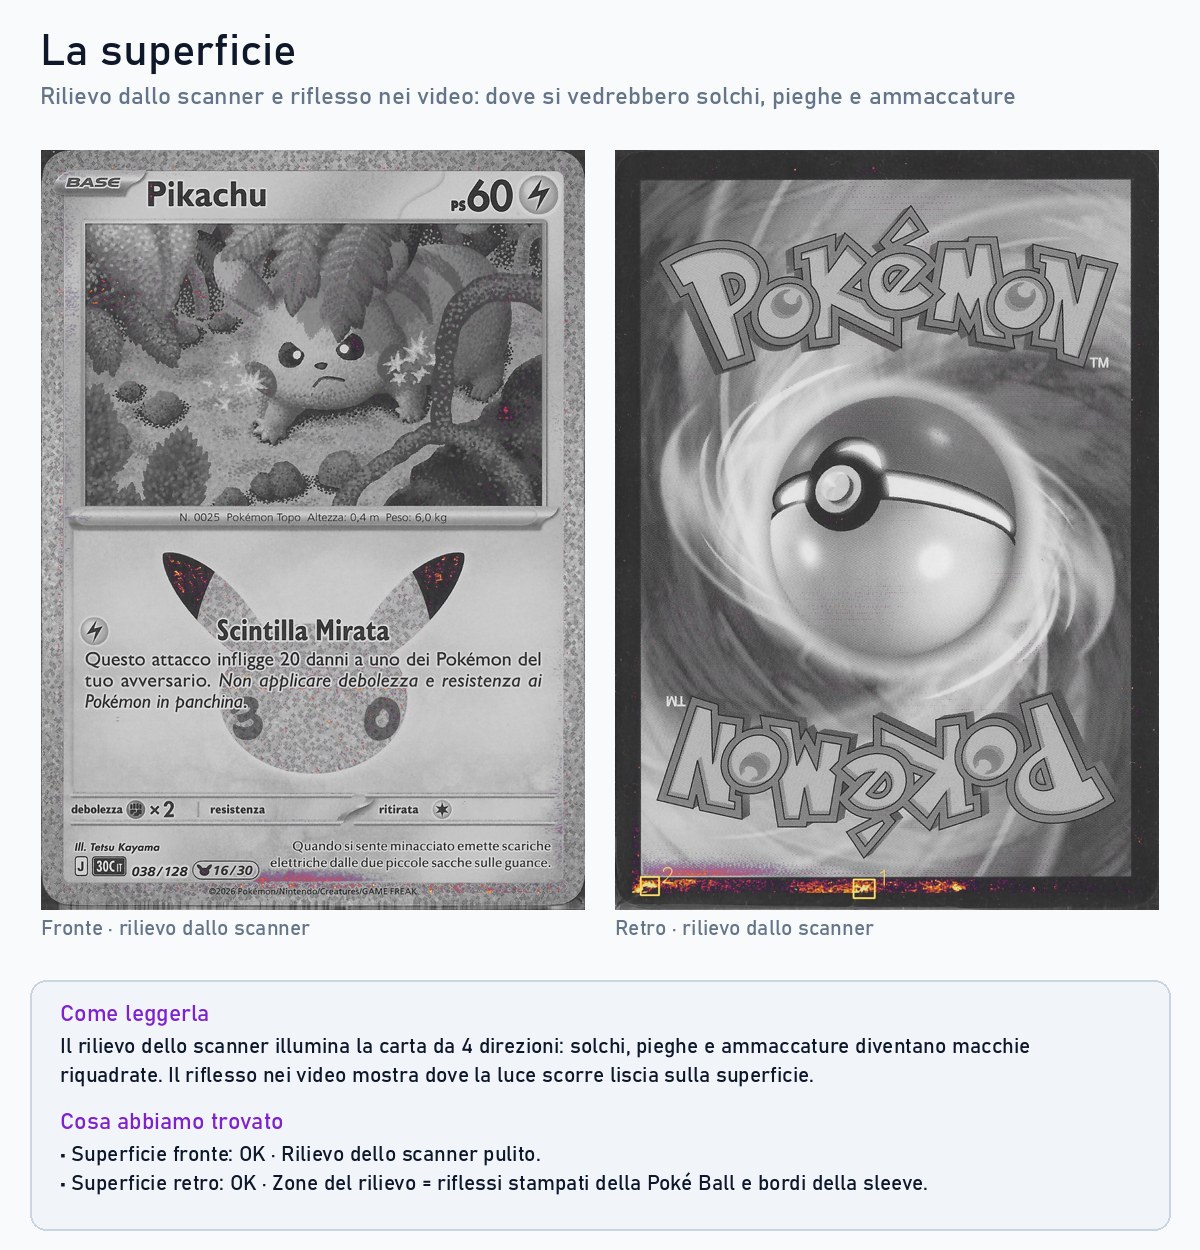 La superficie
Rilievo dallo scanner e riflesso nei video: dove si vedrebbero solchi, pieghe e ammaccature
BASE
Pikachu
PS 60
N. 0025 Pokémon Topo Altezza: 0,4 m Peso: 6,0 kg
Scintilla Mirata
Questo attacco infligge 20 danni a uno dei Pokémon del
tuo avversario. Non applicare debolezza e resistenza ai
Pokémon in panchina.
3 0
debolezza ×2 resistenza ritirata
Ill. Tetsu Kayama
Quando si sente minacciato emette scariche
elettriche dalle due piccole sacche sulle guance.
J 30C IT 038/128 16/30
©2026 Pokémon/Nintendo/Creatures/GAME FREAK
POKéMON
TM
TM
POKéMON
2
1
Fronte · rilievo dallo scanner
Retro · rilievo dallo scanner
Come leggerla
Il rilievo dello scanner illumina la carta da 4 direzioni: solchi, pieghe e ammaccature diventano macchie
riquadrate. Il riflesso nei video mostra dove la luce scorre liscia sulla superficie.
Cosa abbiamo trovato
• Superficie fronte: OK · Rilievo dello scanner pulito.
• Superficie retro: OK · Zone del rilievo = riflessi stampati della Poké Ball e bordi della sleeve.